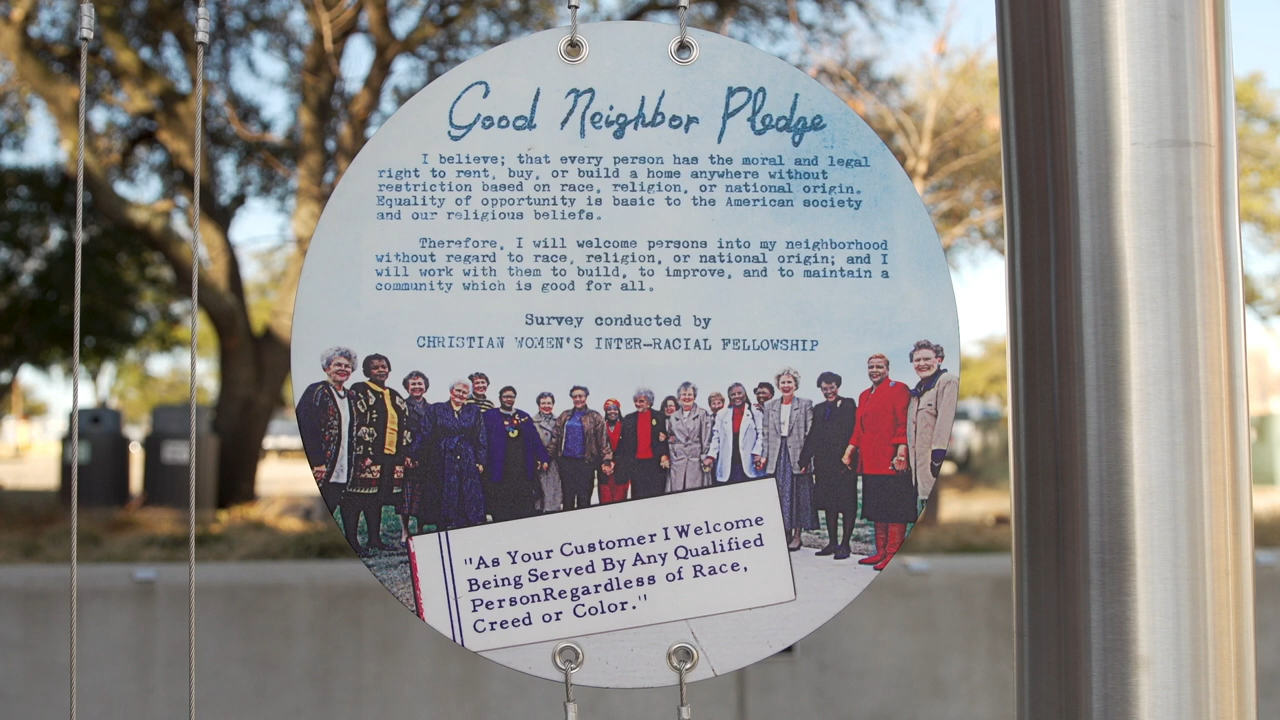 Good Neighbor Pledge
I believe; that every person has the moral and legal
right to rent, buy, or build a home anywhere without
restriction based on race, religion, or national origin.
Equality of opportunity is basic to the American society
and our religious beliefs.
Therefore, I will welcome persons into my neighborhood
without regard to race, religion, or national origin; and I
will work with them to build, to improve, and to maintain a
community which is good for all.
Survey conducted by
CHRISTIAN WOMEN'S INTER-RACIAL FELLOWSHIP
"As Your Customer I Welcome
Being Served By Any Qualified
PersonRegardless of Race,
Creed or Color."